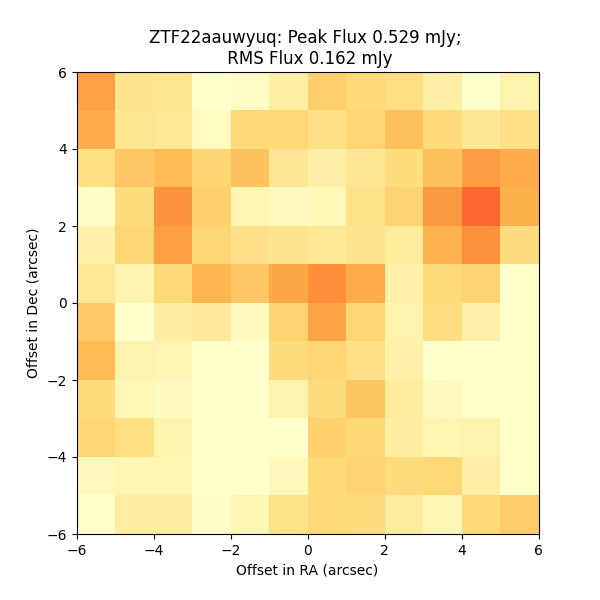 ZTF22aauwyuq: Peak Flux 0.529 mJy;
RMS Flux 0.162 mJy
6
4
2
0
−2
−4
−6
Offset in Dec (arcsec)
−6 −4 −2 0 2 4 6
Offset in RA (arcsec)